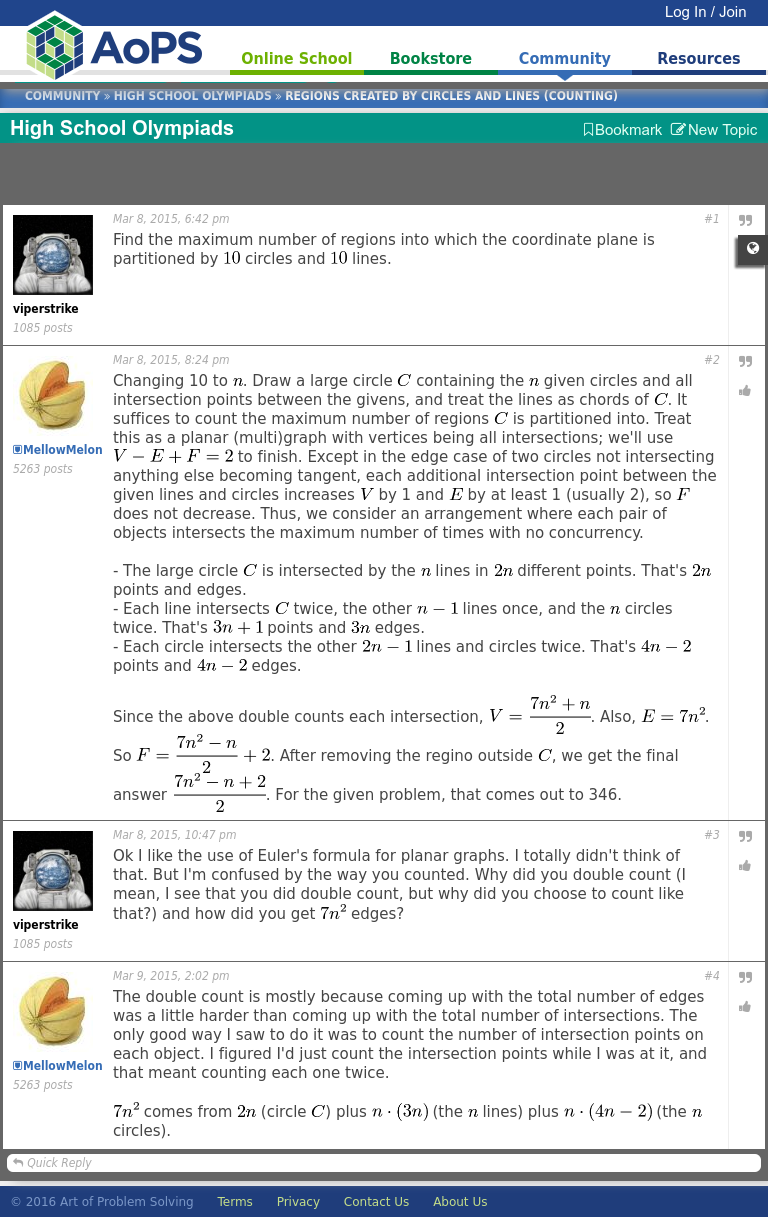 Log In / Join
AoPS
Online School Bookstore Community Resources
COMMUNITY » HIGH SCHOOL OLYMPIADS » REGIONS CREATED BY CIRCLES AND LINES (COUNTING)
High School Olympiads Bookmark New Topic
Mar 8, 2015, 6:42 pm #1
Find the maximum number of regions into which the coordinate plane is
partitioned by 10 circles and 10 lines.
viperstrike
1085 posts
Mar 8, 2015, 8:24 pm #2
Changing 10 to n. Draw a large circle C containing the n given circles and all
intersection points between the givens, and treat the lines as chords of C. It
suffices to count the maximum number of regions C is partitioned into. Treat
this as a planar (multi)graph with vertices being all intersections; we'll use
V − E + F = 2 to finish. Except in the edge case of two circles not intersecting
anything else becoming tangent, each additional intersection point between the
given lines and circles increases V by 1 and E by at least 1 (usually 2), so F
does not decrease. Thus, we consider an arrangement where each pair of
objects intersects the maximum number of times with no concurrency.
MellowMelon
5263 posts
- The large circle C is intersected by the n lines in 2n different points. That's 2n
points and edges.
- Each line intersects C twice, the other n − 1 lines once, and the n circles
twice. That's 3n + 1 points and 3n edges.
- Each circle intersects the other 2n − 1 lines and circles twice. That's 4n − 2
points and 4n − 2 edges.
Since the above double counts each intersection, V = (7n² + n)/2. Also, E = 7n².
So F = (7n² − n)/2 + 2. After removing the regino outside C, we get the final
answer (7n² − n + 2)/2. For the given problem, that comes out to 346.
Mar 8, 2015, 10:47 pm #3
Ok I like the use of Euler's formula for planar graphs. I totally didn't think of
that. But I'm confused by the way you counted. Why did you double count (I
mean, I see that you did double count, but why did you choose to count like
that?) and how did you get 7n² edges?
viperstrike
1085 posts
Mar 9, 2015, 2:02 pm #4
The double count is mostly because coming up with the total number of edges
was a little harder than coming up with the total number of intersections. The
only good way I saw to do it was to count the number of intersection points on
each object. I figured I'd just count the intersection points while I was at it, and
that meant counting each one twice.
MellowMelon
5263 posts
7n² comes from 2n (circle C) plus n · (3n) (the n lines) plus n · (4n − 2) (the n
circles).
Quick Reply
© 2016 Art of Problem Solving Terms Privacy Contact Us About Us